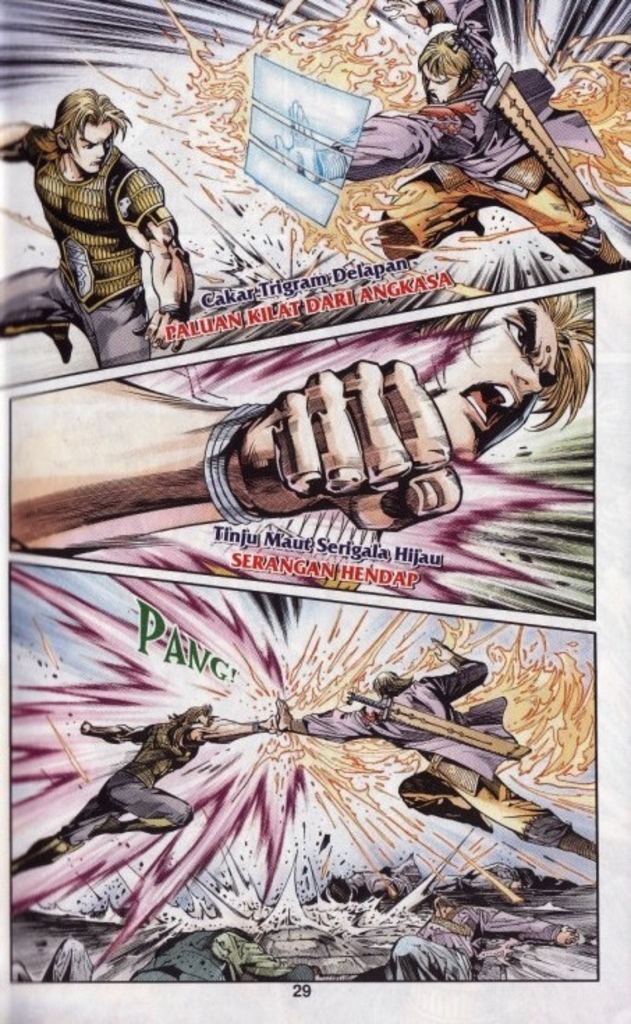 Cakar Trigram Delapan
PALUAN KILAT DARI ANGKASA
Tinju Maut Serigala Hijau
SERANGAN HENDAP
PANG!
29